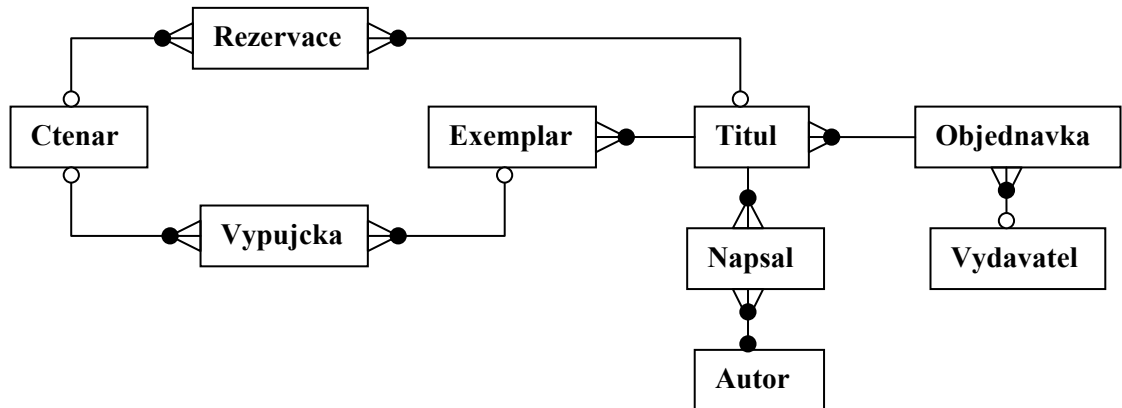 Rezervace
Ctenar
Exemplar
Titul
Objednavka
Vypujcka
Napsal
Vydavatel
Autor